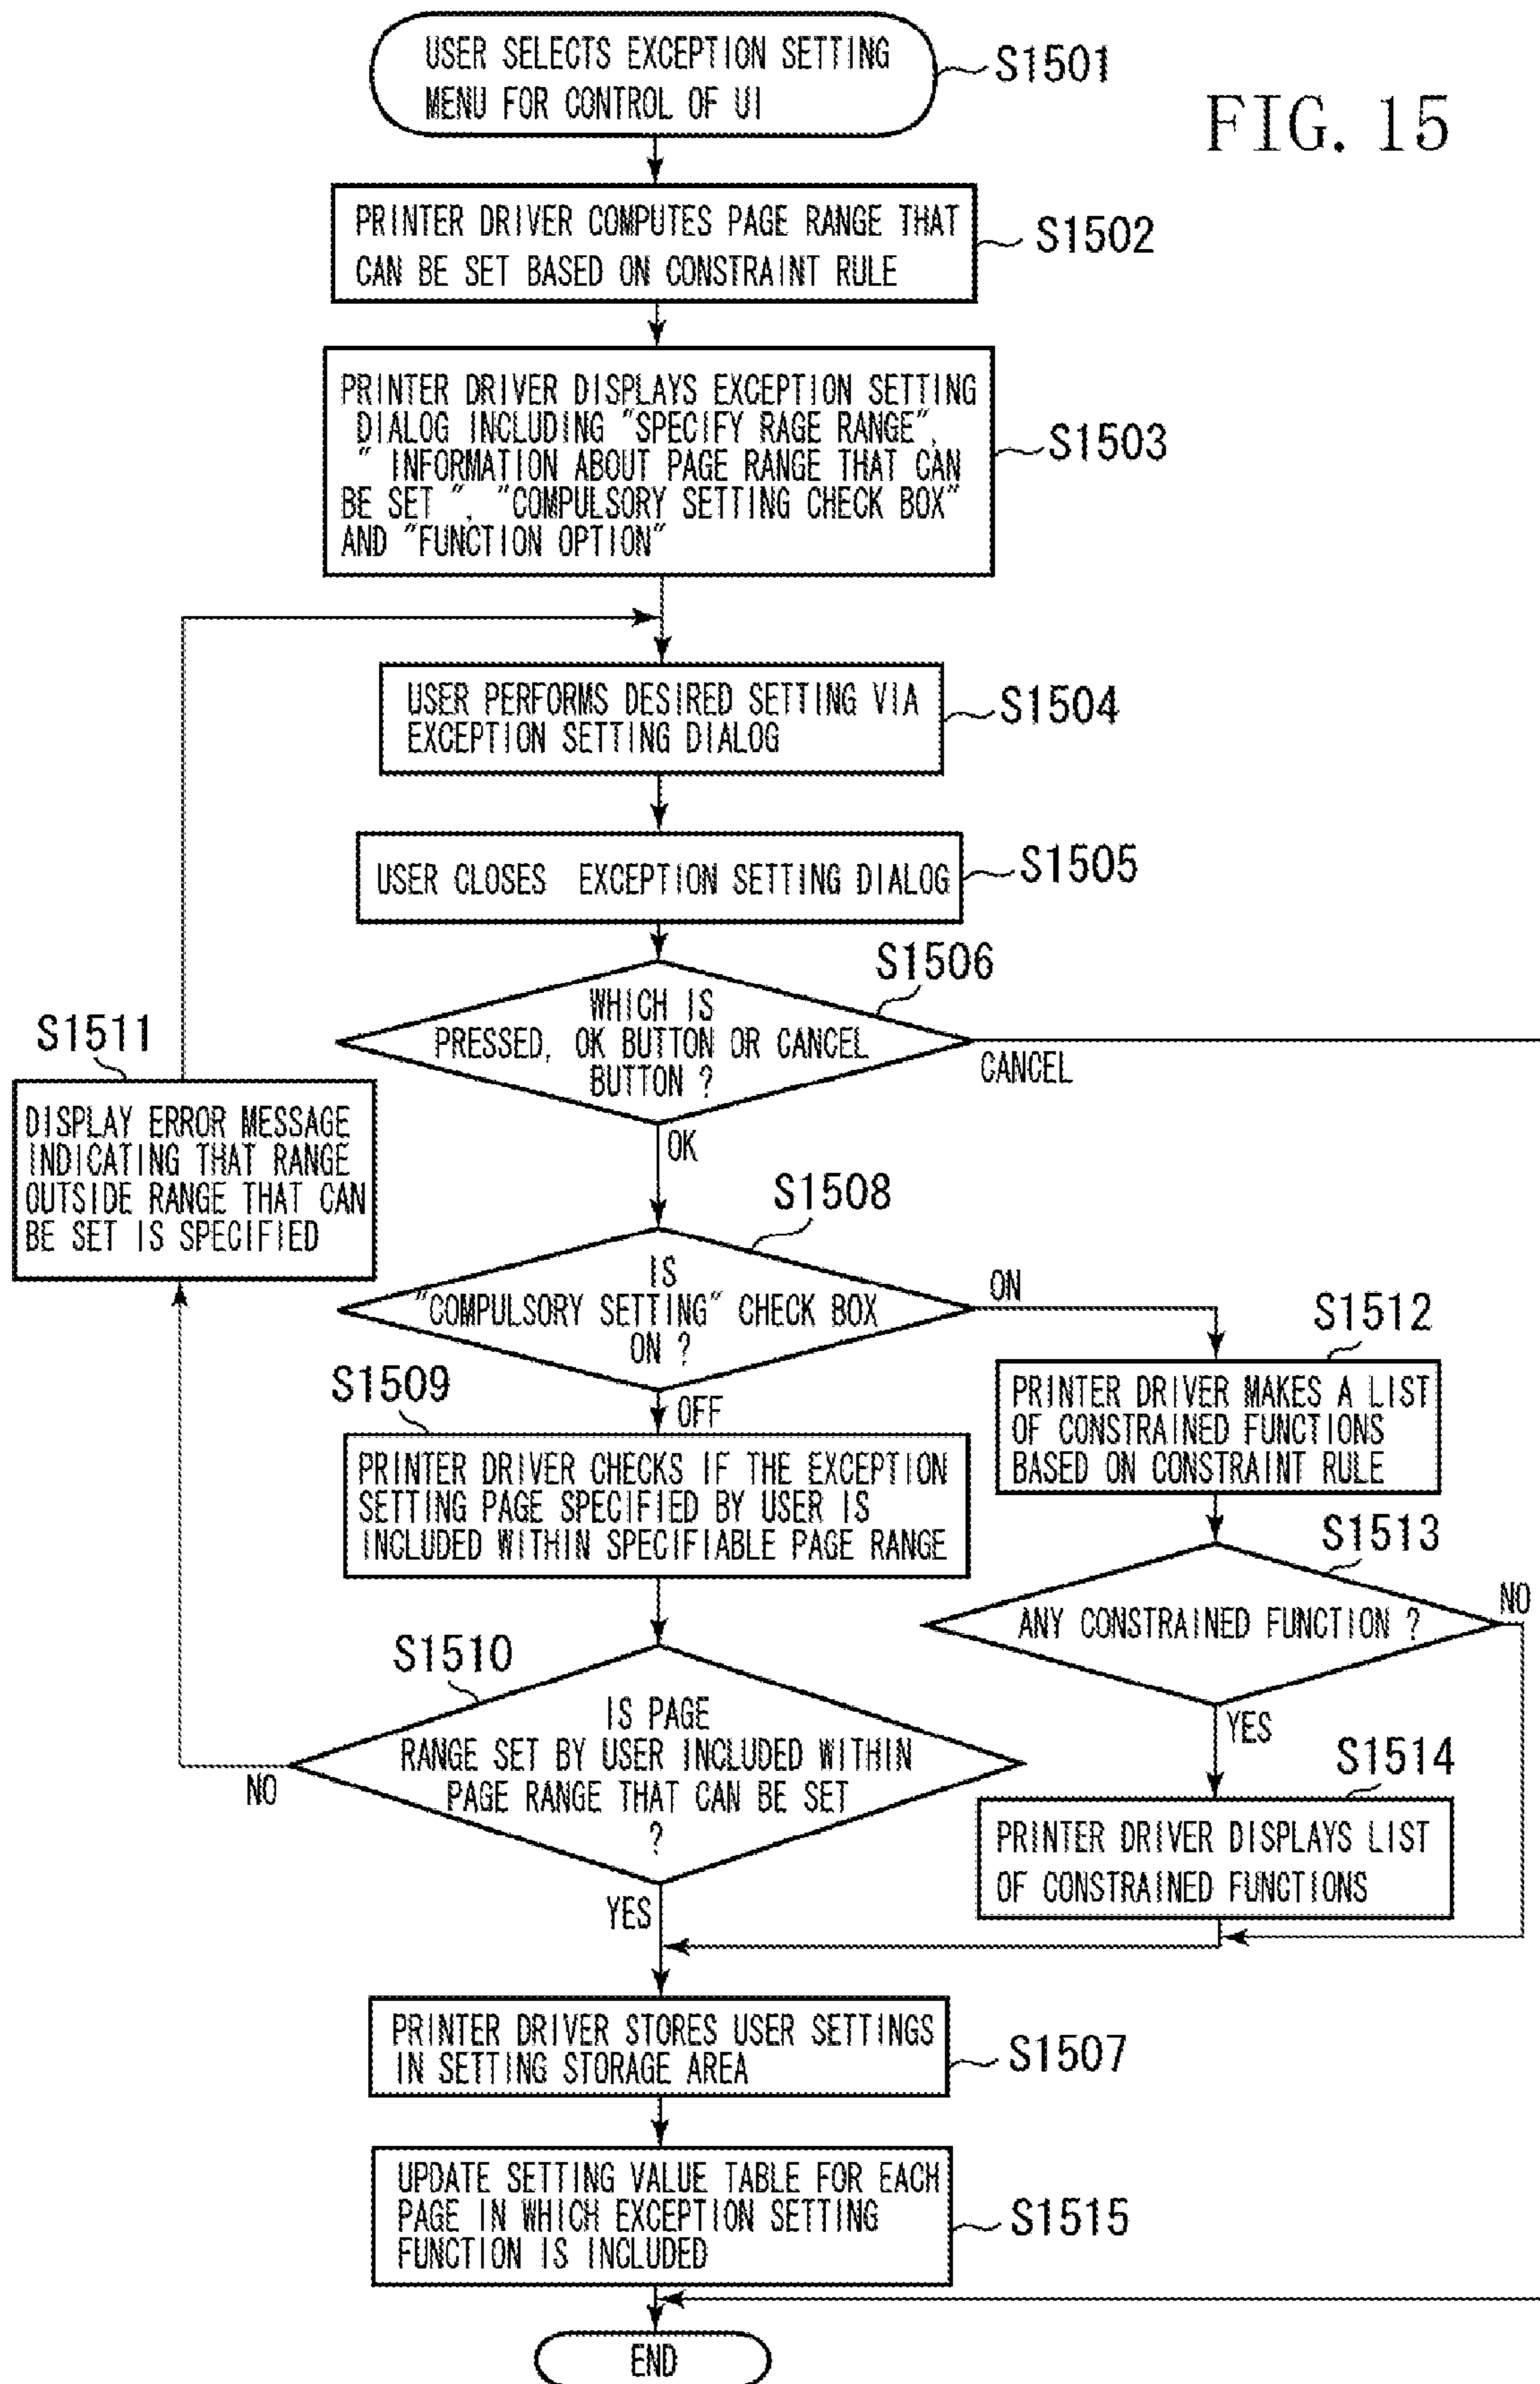 USER SELECTS EXCEPTION SETTING
MENU FOR CONTROL OF UI
S1501
FIG. 15
PRINTER DRIVER COMPUTES PAGE RANGE THAT
CAN BE SET BASED ON CONSTRAINT RULE
S1502
PRINTER DRIVER DISPLAYS EXCEPTION SETTING
DIALOG INCLUDING "SPECIFY RAGE RANGE",
" INFORMATION ABOUT PAGE RANGE THAT CAN
BE SET ", "COMPULSORY SETTING CHECK BOX"
AND "FUNCTION OPTION"
S1503
USER PERFORMS DESIRED SETTING VIA
EXCEPTION SETTING DIALOG
S1504
USER CLOSES EXCEPTION SETTING DIALOG
S1505
S1506
WHICH IS
PRESSED, OK BUTTON OR CANCEL
BUTTON ?
CANCEL
OK
S1511
DISPLAY ERROR MESSAGE
INDICATING THAT RANGE
OUTSIDE RANGE THAT CAN
BE SET IS SPECIFIED
S1508
IS
"COMPULSORY SETTING" CHECK BOX
ON ?
ON
OFF
S1512
PRINTER DRIVER MAKES A LIST
OF CONSTRAINED FUNCTIONS
BASED ON CONSTRAINT RULE
S1509
PRINTER DRIVER CHECKS IF THE EXCEPTION
SETTING PAGE SPECIFIED BY USER IS
INCLUDED WITHIN SPECIFIABLE PAGE RANGE
S1513
ANY CONSTRAINED FUNCTION ?
NO
YES
S1510
IS PAGE
RANGE SET BY USER INCLUDED WITHIN
PAGE RANGE THAT CAN BE SET
?
NO
YES
S1514
PRINTER DRIVER DISPLAYS LIST
OF CONSTRAINED FUNCTIONS
PRINTER DRIVER STORES USER SETTINGS
IN SETTING STORAGE AREA
S1507
UPDATE SETTING VALUE TABLE FOR EACH
PAGE IN WHICH EXCEPTION SETTING
FUNCTION IS INCLUDED
S1515
END